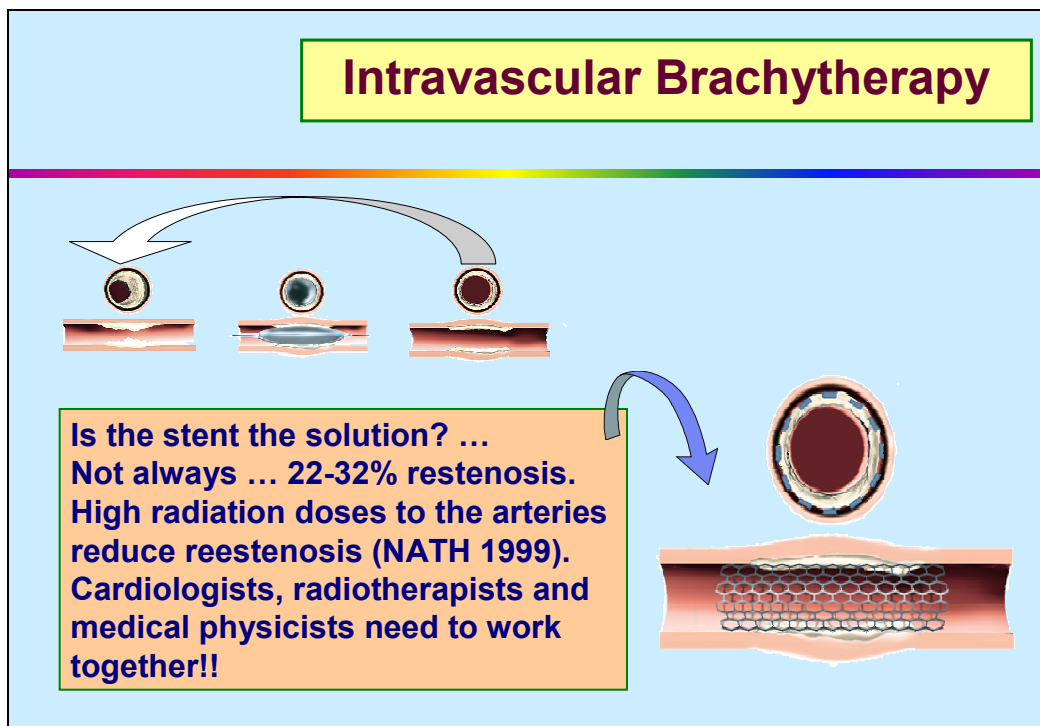 Intravascular Brachytherapy
Is the stent the solution? …
Not always … 22-32% restenosis.
High radiation doses to the arteries
reduce reestenosis (NATH 1999).
Cardiologists, radiotherapists and
medical physicists need to work
together!!